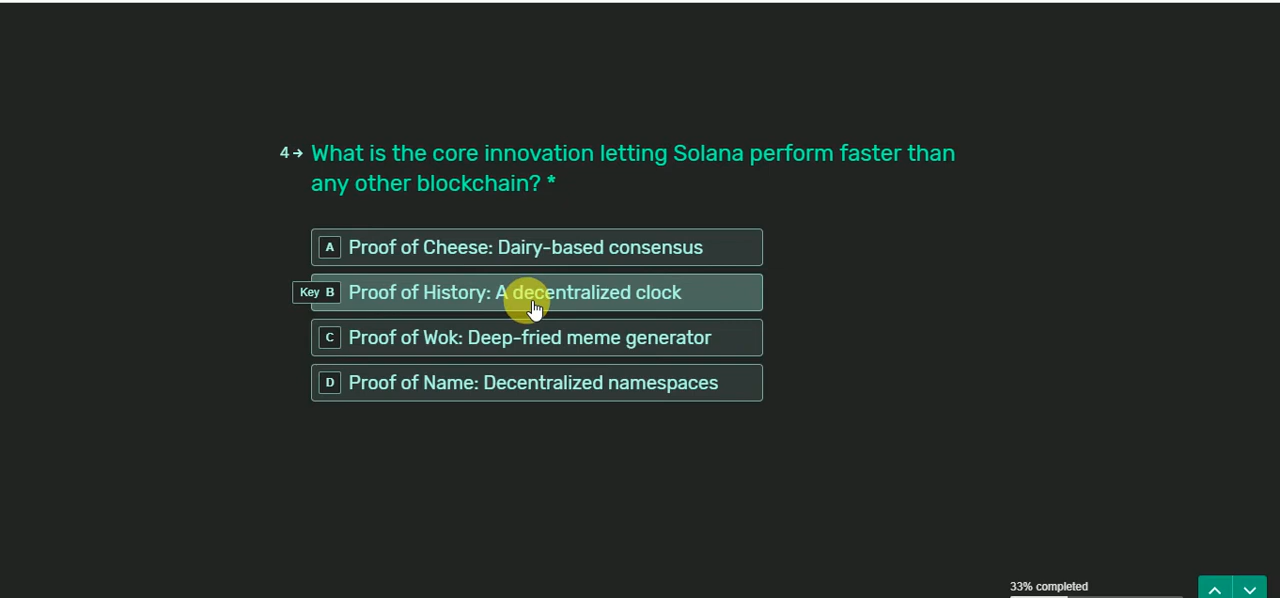 4→ What is the core innovation letting Solana perform faster than
any other blockchain? *
A Proof of Cheese: Dairy-based consensus
Key B Proof of History: A decentralized clock
C Proof of Wok: Deep-fried meme generator
D Proof of Name: Decentralized namespaces
33% completed